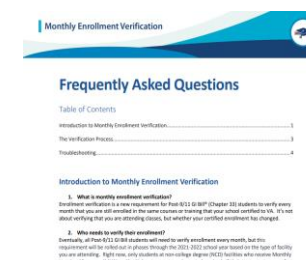 Monthly Enrollment Verification
Frequently Asked Questions
Table of Contents
Introduction to Monthly Enrollment Verification 1
The Verification Process 3
Troubleshooting 4
Introduction to Monthly Enrollment Verification
1. What is monthly enrollment verification?
Enrollment verification is a new requirement for Post-9/11 GI Bill® (Chapter 33) students to verify every
month that you are still enrolled in the same courses or training that your school certified to VA. It's not
about verifying that you are attending classes, but whether your certified enrollment has changed.
2. Who needs to verify their enrollment?
Eventually, all Post-9/11 GI Bill students will need to verify enrollment every month, but this
requirement will be rolled out in phases through the 2021-2022 school year based on the type of facility
you are attending. Right now, only students at non-college degree (NCD) facilities who receive Monthly